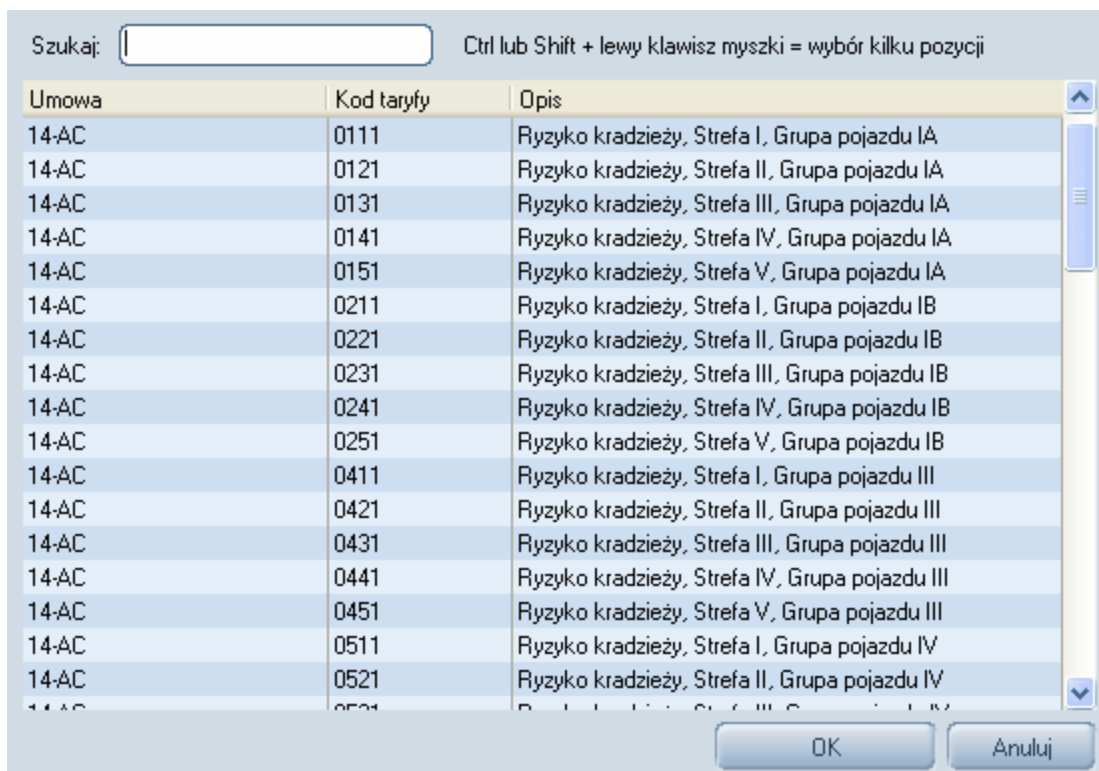 Szukaj: Ctrl lub Shift + lewy klawisz myszki = wybór kilku pozycji
Umowa Kod taryfy Opis
14-AC 0111 Ryzyko kradzieży, Strefa I, Grupa pojazdu IA
14-AC 0121 Ryzyko kradzieży, Strefa II, Grupa pojazdu IA
14-AC 0131 Ryzyko kradzieży, Strefa III, Grupa pojazdu IA
14-AC 0141 Ryzyko kradzieży, Strefa IV, Grupa pojazdu IA
14-AC 0151 Ryzyko kradzieży, Strefa V, Grupa pojazdu IA
14-AC 0211 Ryzyko kradzieży, Strefa I, Grupa pojazdu IB
14-AC 0221 Ryzyko kradzieży, Strefa II, Grupa pojazdu IB
14-AC 0231 Ryzyko kradzieży, Strefa III, Grupa pojazdu IB
14-AC 0241 Ryzyko kradzieży, Strefa IV, Grupa pojazdu IB
14-AC 0251 Ryzyko kradzieży, Strefa V, Grupa pojazdu IB
14-AC 0411 Ryzyko kradzieży, Strefa I, Grupa pojazdu III
14-AC 0421 Ryzyko kradzieży, Strefa II, Grupa pojazdu III
14-AC 0431 Ryzyko kradzieży, Strefa III, Grupa pojazdu III
14-AC 0441 Ryzyko kradzieży, Strefa IV, Grupa pojazdu III
14-AC 0451 Ryzyko kradzieży, Strefa V, Grupa pojazdu III
14-AC 0511 Ryzyko kradzieży, Strefa I, Grupa pojazdu IV
14-AC 0521 Ryzyko kradzieży, Strefa II, Grupa pojazdu IV
OK Anuluj